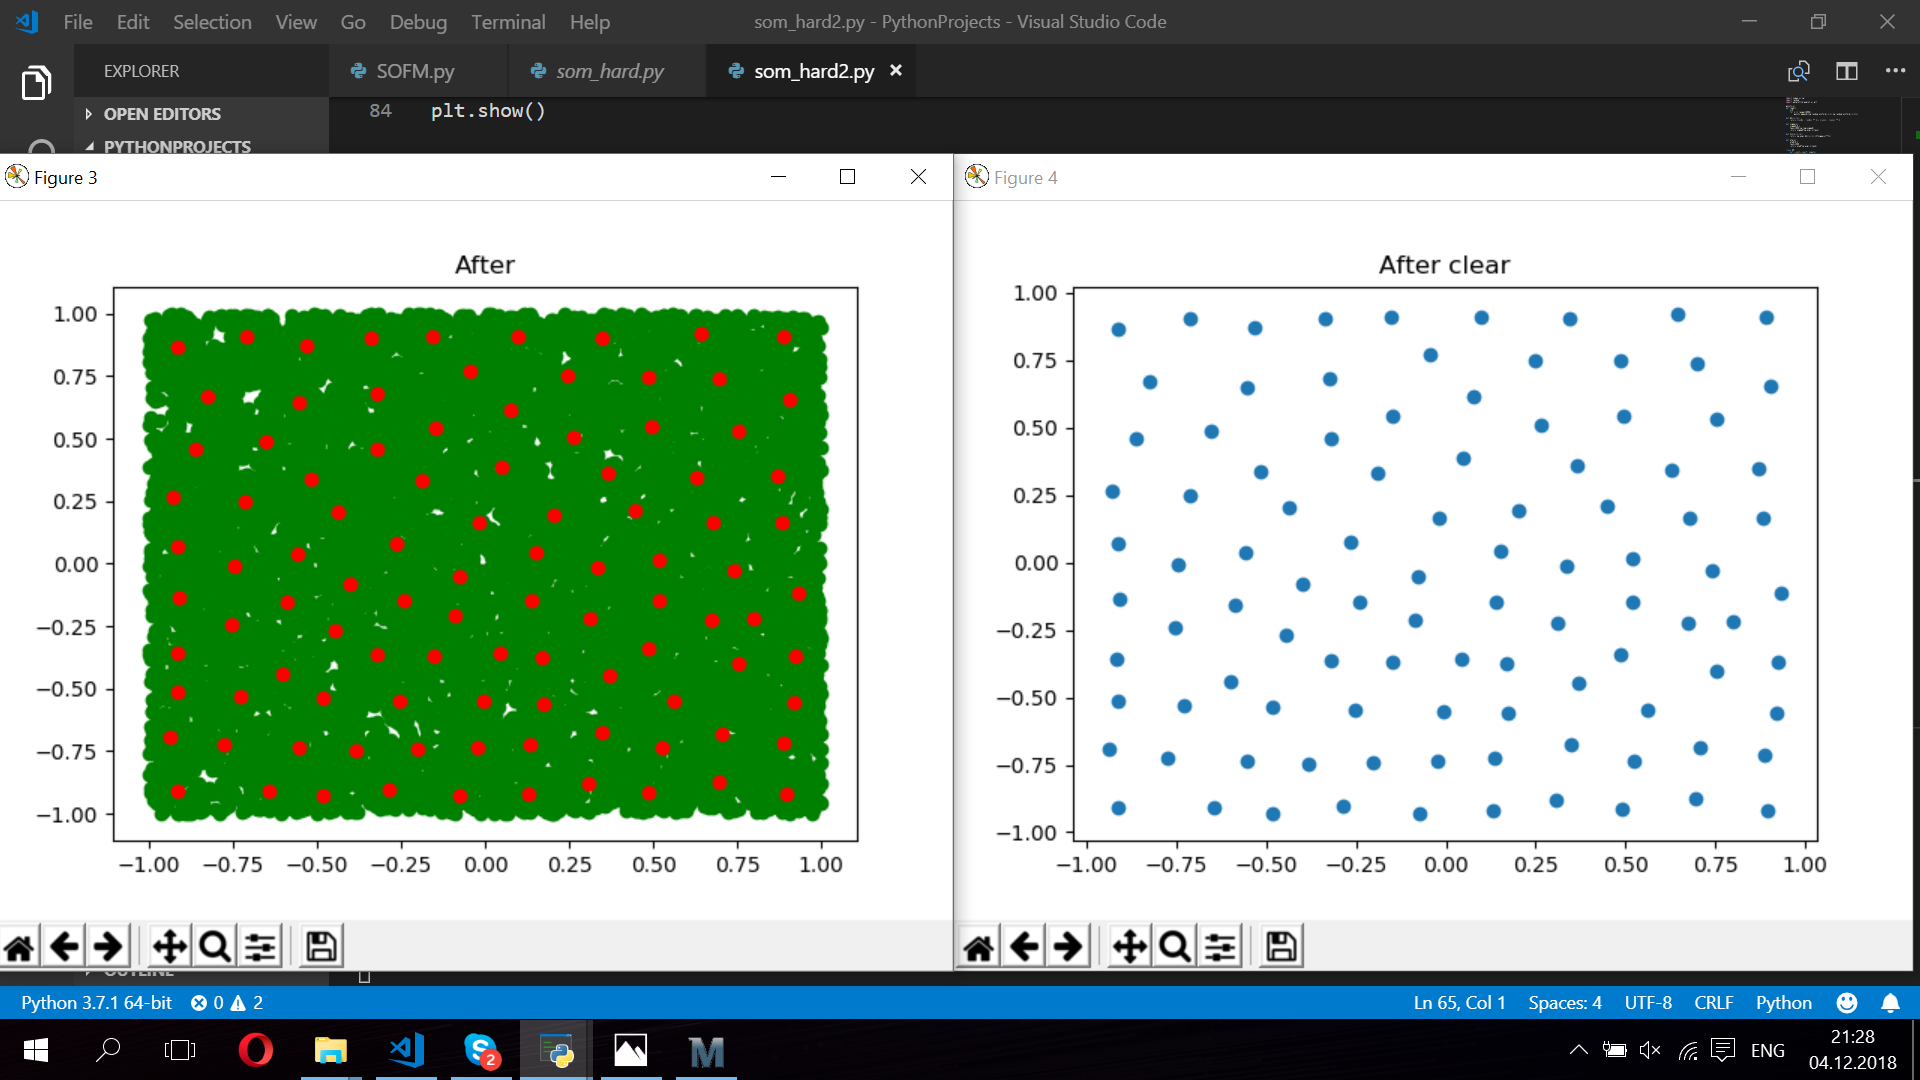 File Edit Selection View Go Debug Terminal Help som_hard2.py - PythonProjects - Visual Studio Code
EXPLORER SOFM.py som_hard.py som_hard2.py
OPEN EDITORS
84 plt.show()
PYTHONPROJECTS
Figure 3
After
1.00
0.75
0.50
0.25
0.00
−0.25
−0.50
−0.75
−1.00
−1.00 −0.75 −0.50 −0.25 0.00 0.25 0.50 0.75 1.00
Figure 4
After clear
1.00
0.75
0.50
0.25
0.00
−0.25
−0.50
−0.75
−1.00
−1.00 −0.75 −0.50 −0.25 0.00 0.25 0.50 0.75 1.00
OUTLINE
Python 3.7.1 64-bit 0 2 Ln 65, Col 1 Spaces: 4 UTF-8 CRLF Python
2 ENG
21:28
04.12.2018